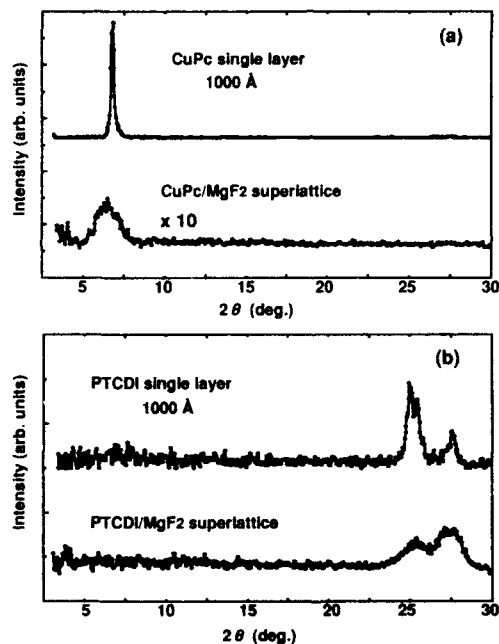 (a)
CuPc single layer
1000 Å
CuPc/MgF2 superlattice
x 10
Intensity (arb. units)
5 10 15 20 25 30
2θ (deg.)
(b)
PTCDI single layer
1000 Å
PTCDI/MgF2 superlattice
Intensity (arb. units)
5 10 15 20 25 30
2θ (deg.)